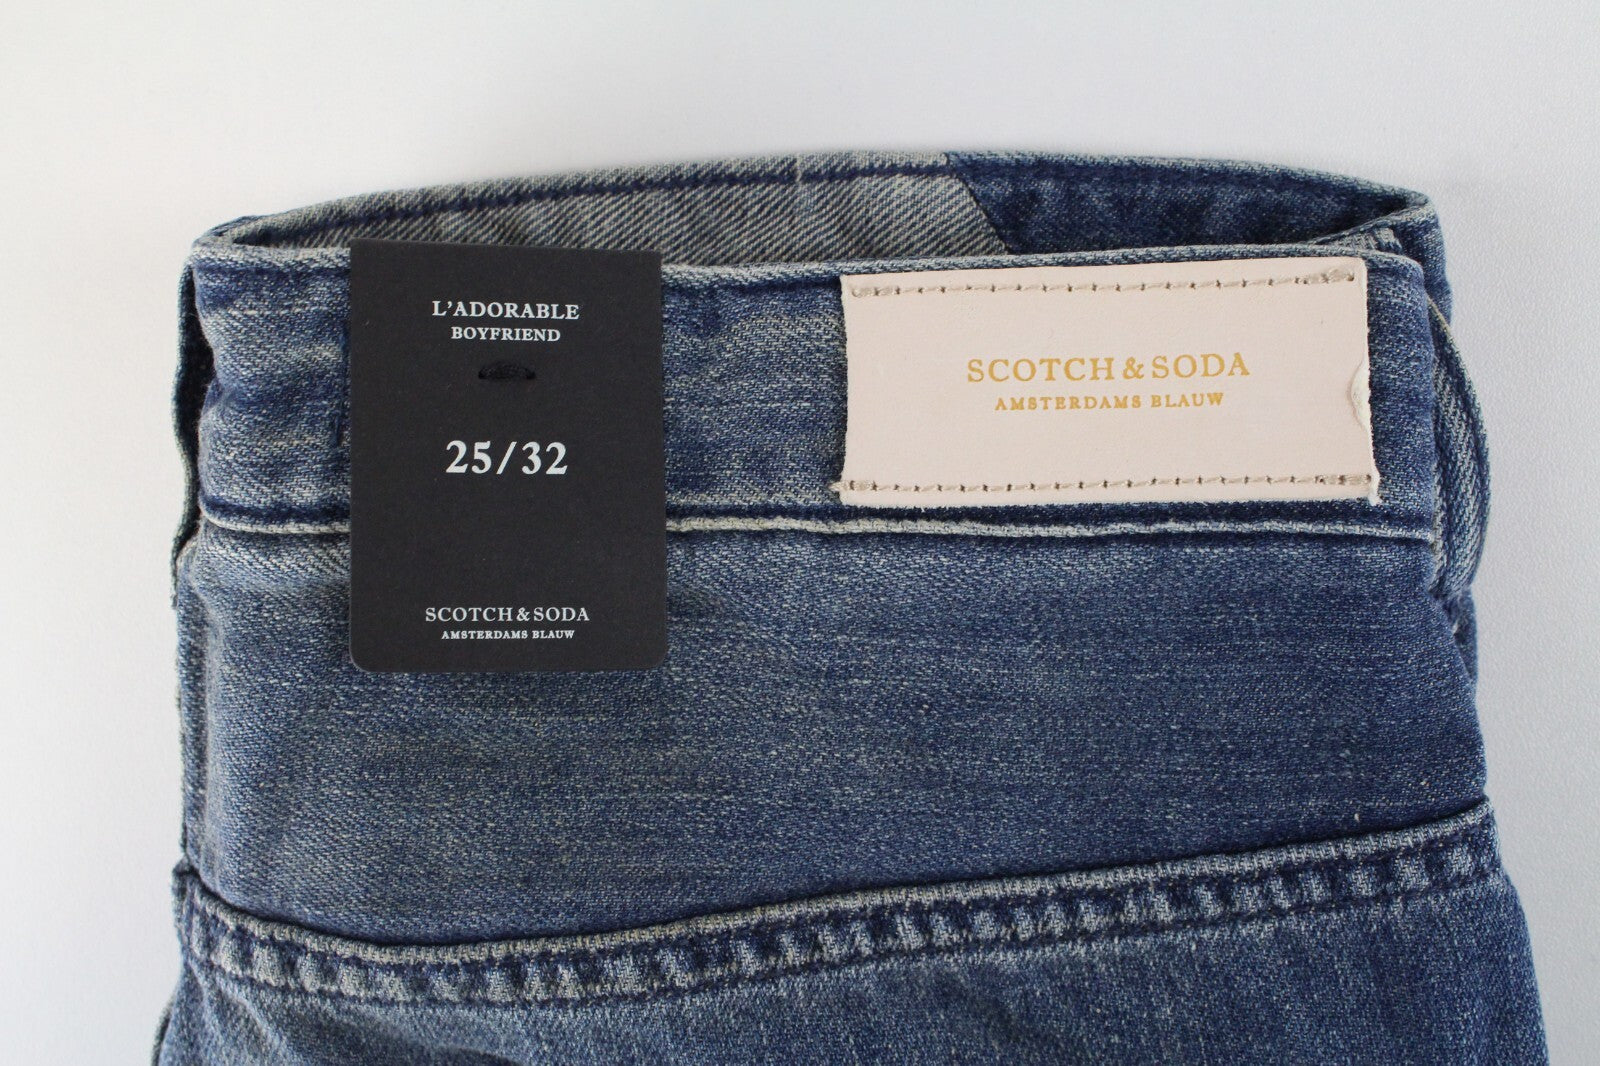 L'ADORABLE
BOYFRIEND
25/32
SCOTCH & SODA
AMSTERDAMS BLAUW
SCOTCH & SODA
AMSTERDAMS BLAUW